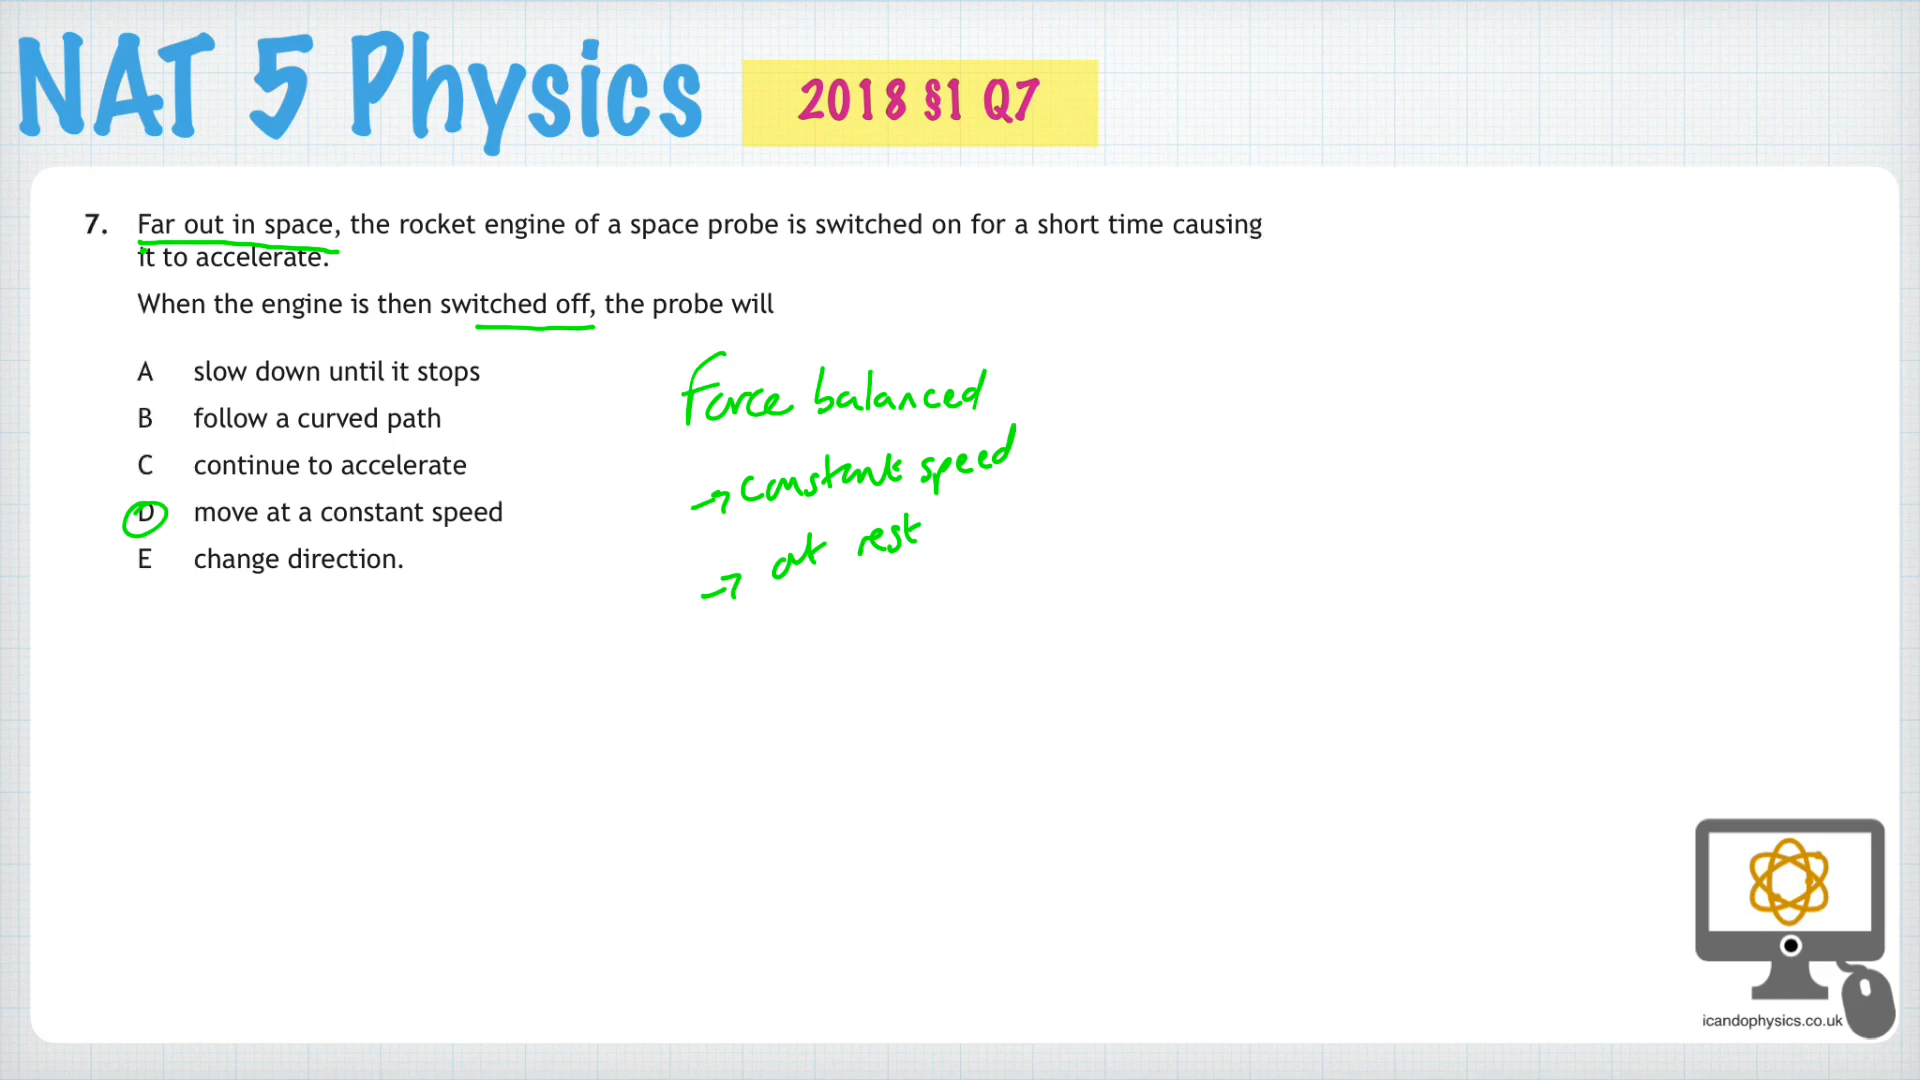 NAT 5 Physics
2018 §1 Q7
7. Far out in space, the rocket engine of a space probe is switched on for a short time causing
it to accelerate.
When the engine is then switched off, the probe will
A slow down until it stops
B follow a curved path
C continue to accelerate
D move at a constant speed
E change direction.
Force balanced
→ constant speed
→ at rest
icandophysics.co.uk